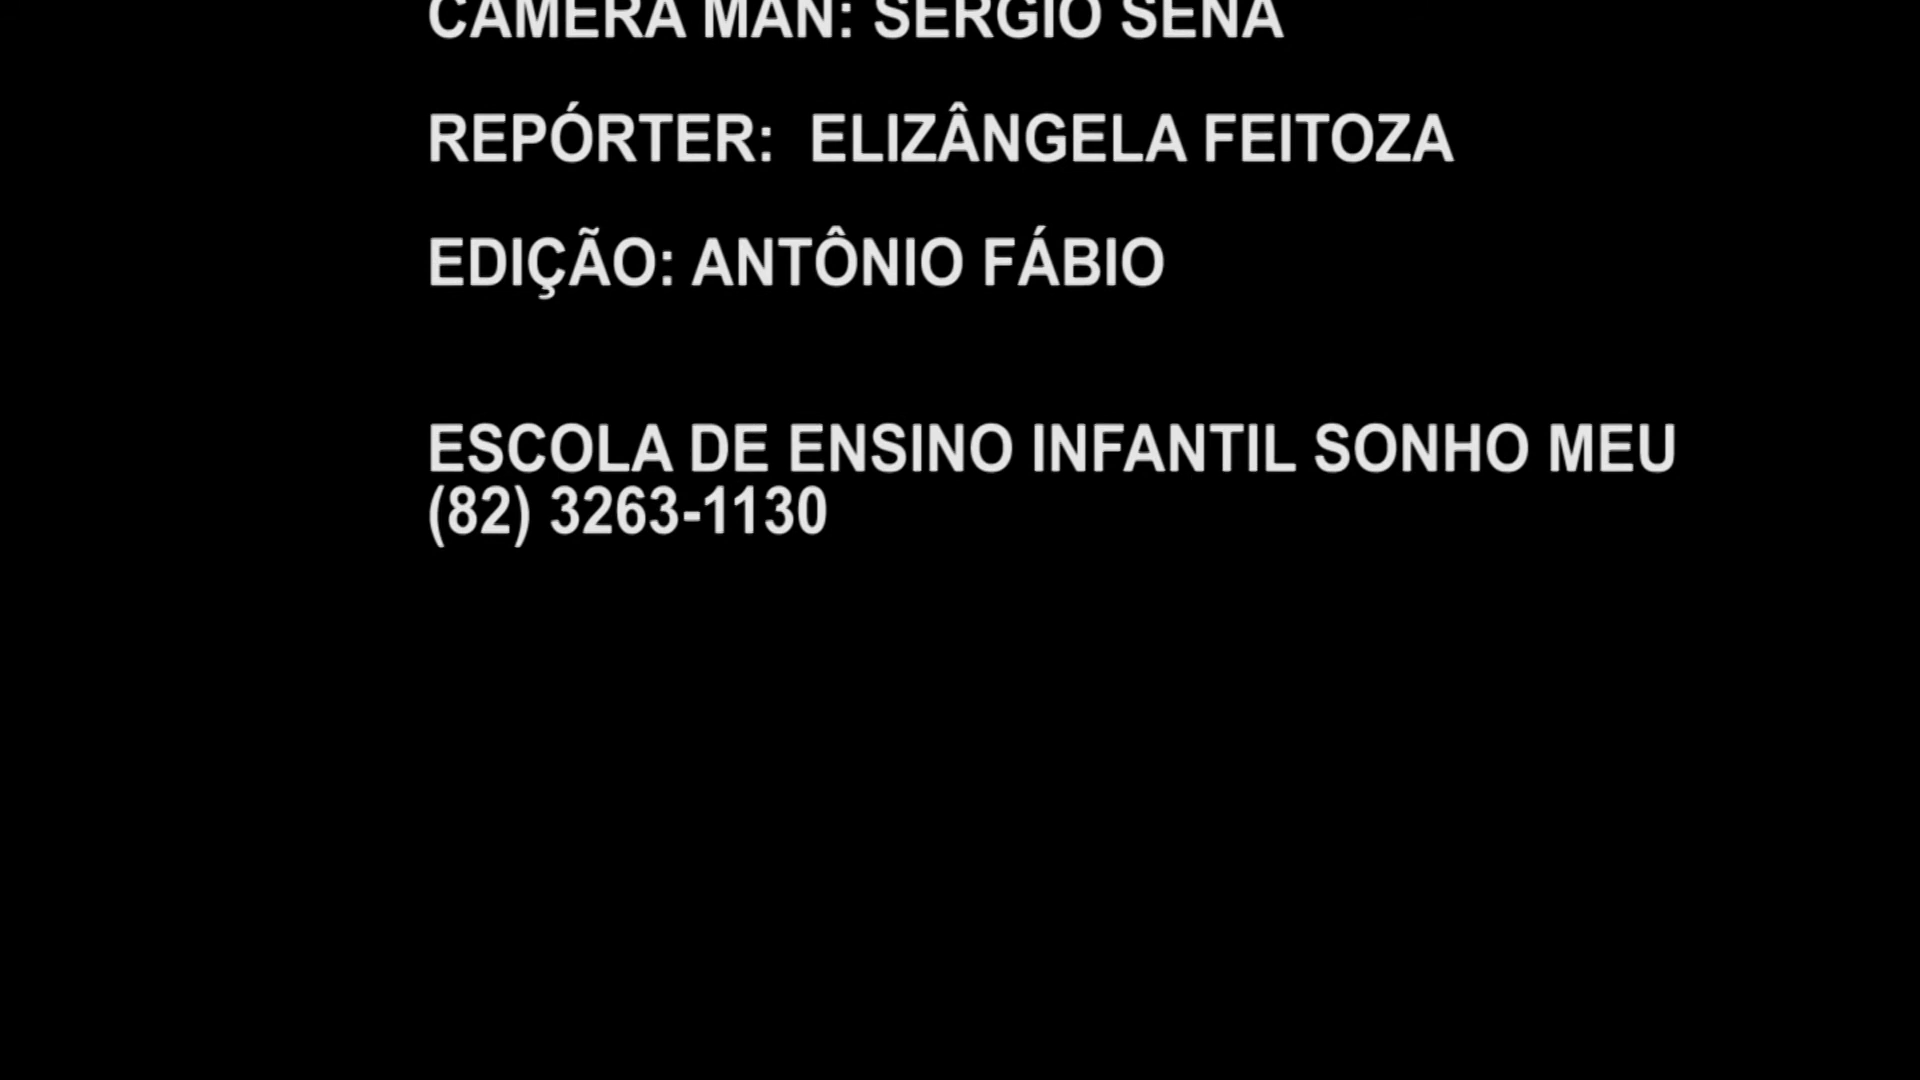 CAMERA MAN: SERGIO SENA
REPÓRTER: ELIZÂNGELA FEITOZA
EDIÇÃO: ANTÔNIO FÁBIO
ESCOLA DE ENSINO INFANTIL SONHO MEU
(82) 3263-1130